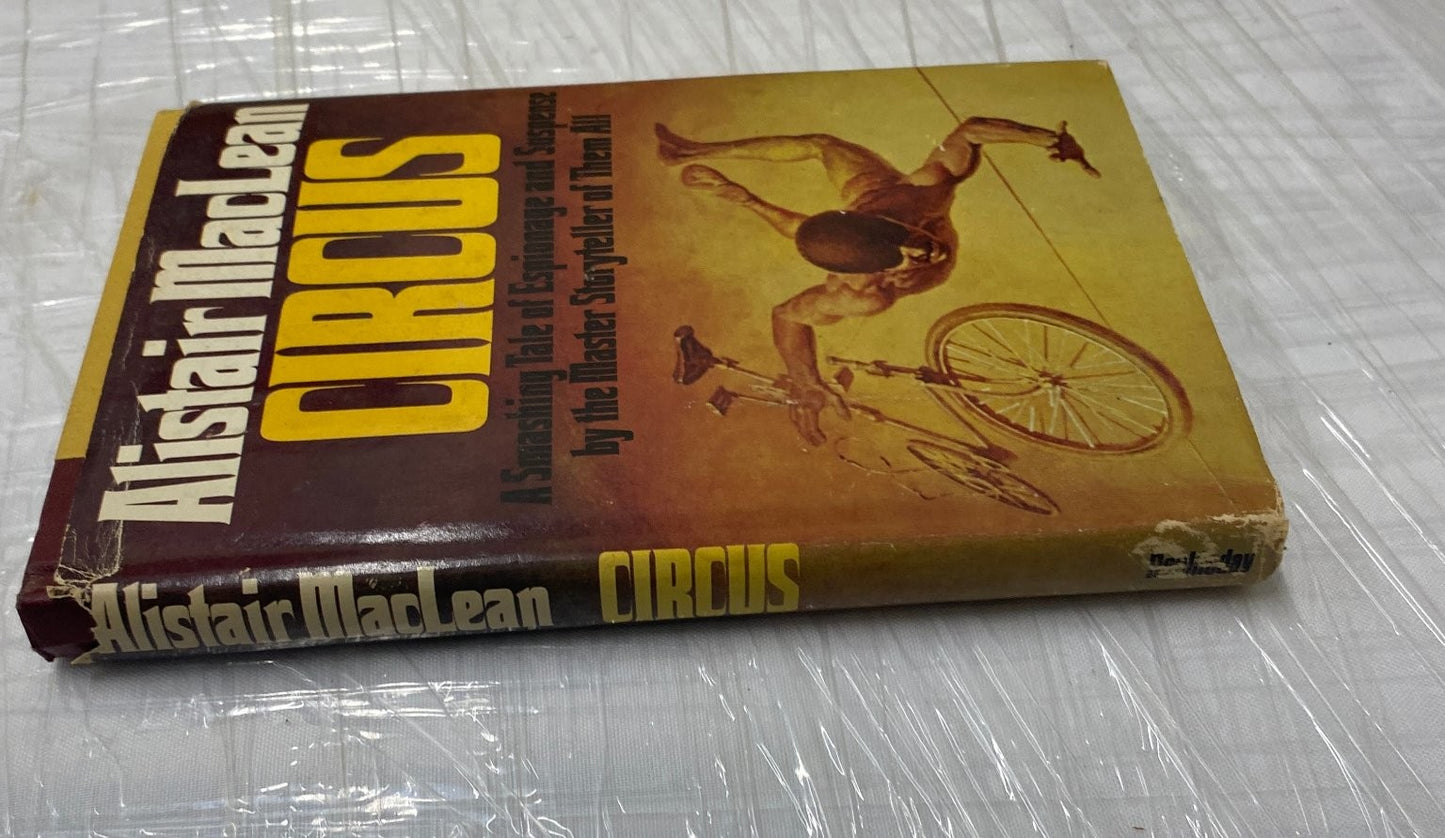 Alistair MacLean
CIRCUS
A Smashing Tale of Espionage and Suspense
by the Master Storyteller of Them All
Alistair MacLean
CIRCUS
Doubleday